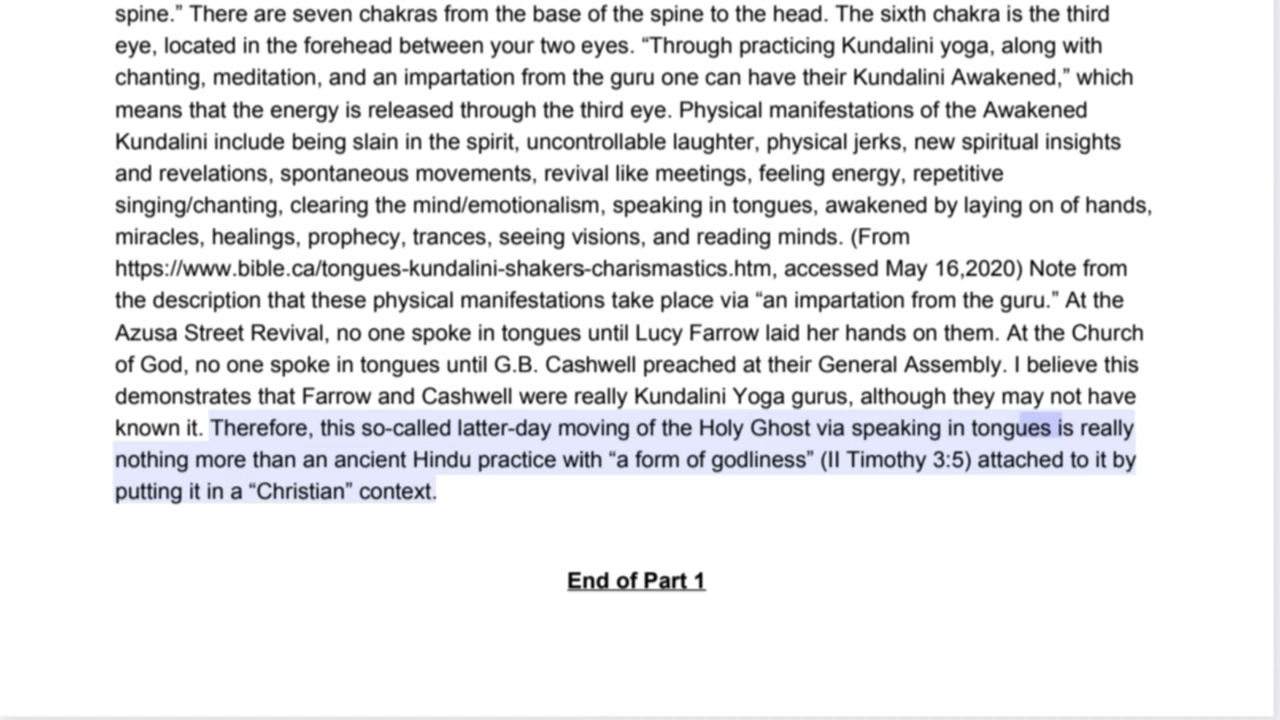 spine.” There are seven chakras from the base of the spine to the head. The sixth chakra is the third
eye, located in the forehead between your two eyes. “Through practicing Kundalini yoga, along with
chanting, meditation, and an impartation from the guru one can have their Kundalini Awakened,” which
means that the energy is released through the third eye. Physical manifestations of the Awakened
Kundalini include being slain in the spirit, uncontrollable laughter, physical jerks, new spiritual insights
and revelations, spontaneous movements, revival like meetings, feeling energy, repetitive
singing/chanting, clearing the mind/emotionalism, speaking in tongues, awakened by laying on of hands,
miracles, healings, prophecy, trances, seeing visions, and reading minds. (From
https://www.bible.ca/tongues-kundalini-shakers-charismastics.htm, accessed May 16,2020) Note from
the description that these physical manifestations take place via “an impartation from the guru.” At the
Azusa Street Revival, no one spoke in tongues until Lucy Farrow laid her hands on them. At the Church
of God, no one spoke in tongues until G.B. Cashwell preached at their General Assembly. I believe this
demonstrates that Farrow and Cashwell were really Kundalini Yoga gurus, although they may not have
known it. Therefore, this so-called latter-day moving of the Holy Ghost via speaking in tongues is really
nothing more than an ancient Hindu practice with “a form of godliness” (II Timothy 3:5) attached to it by
putting it in a “Christian” context.
End of Part 1